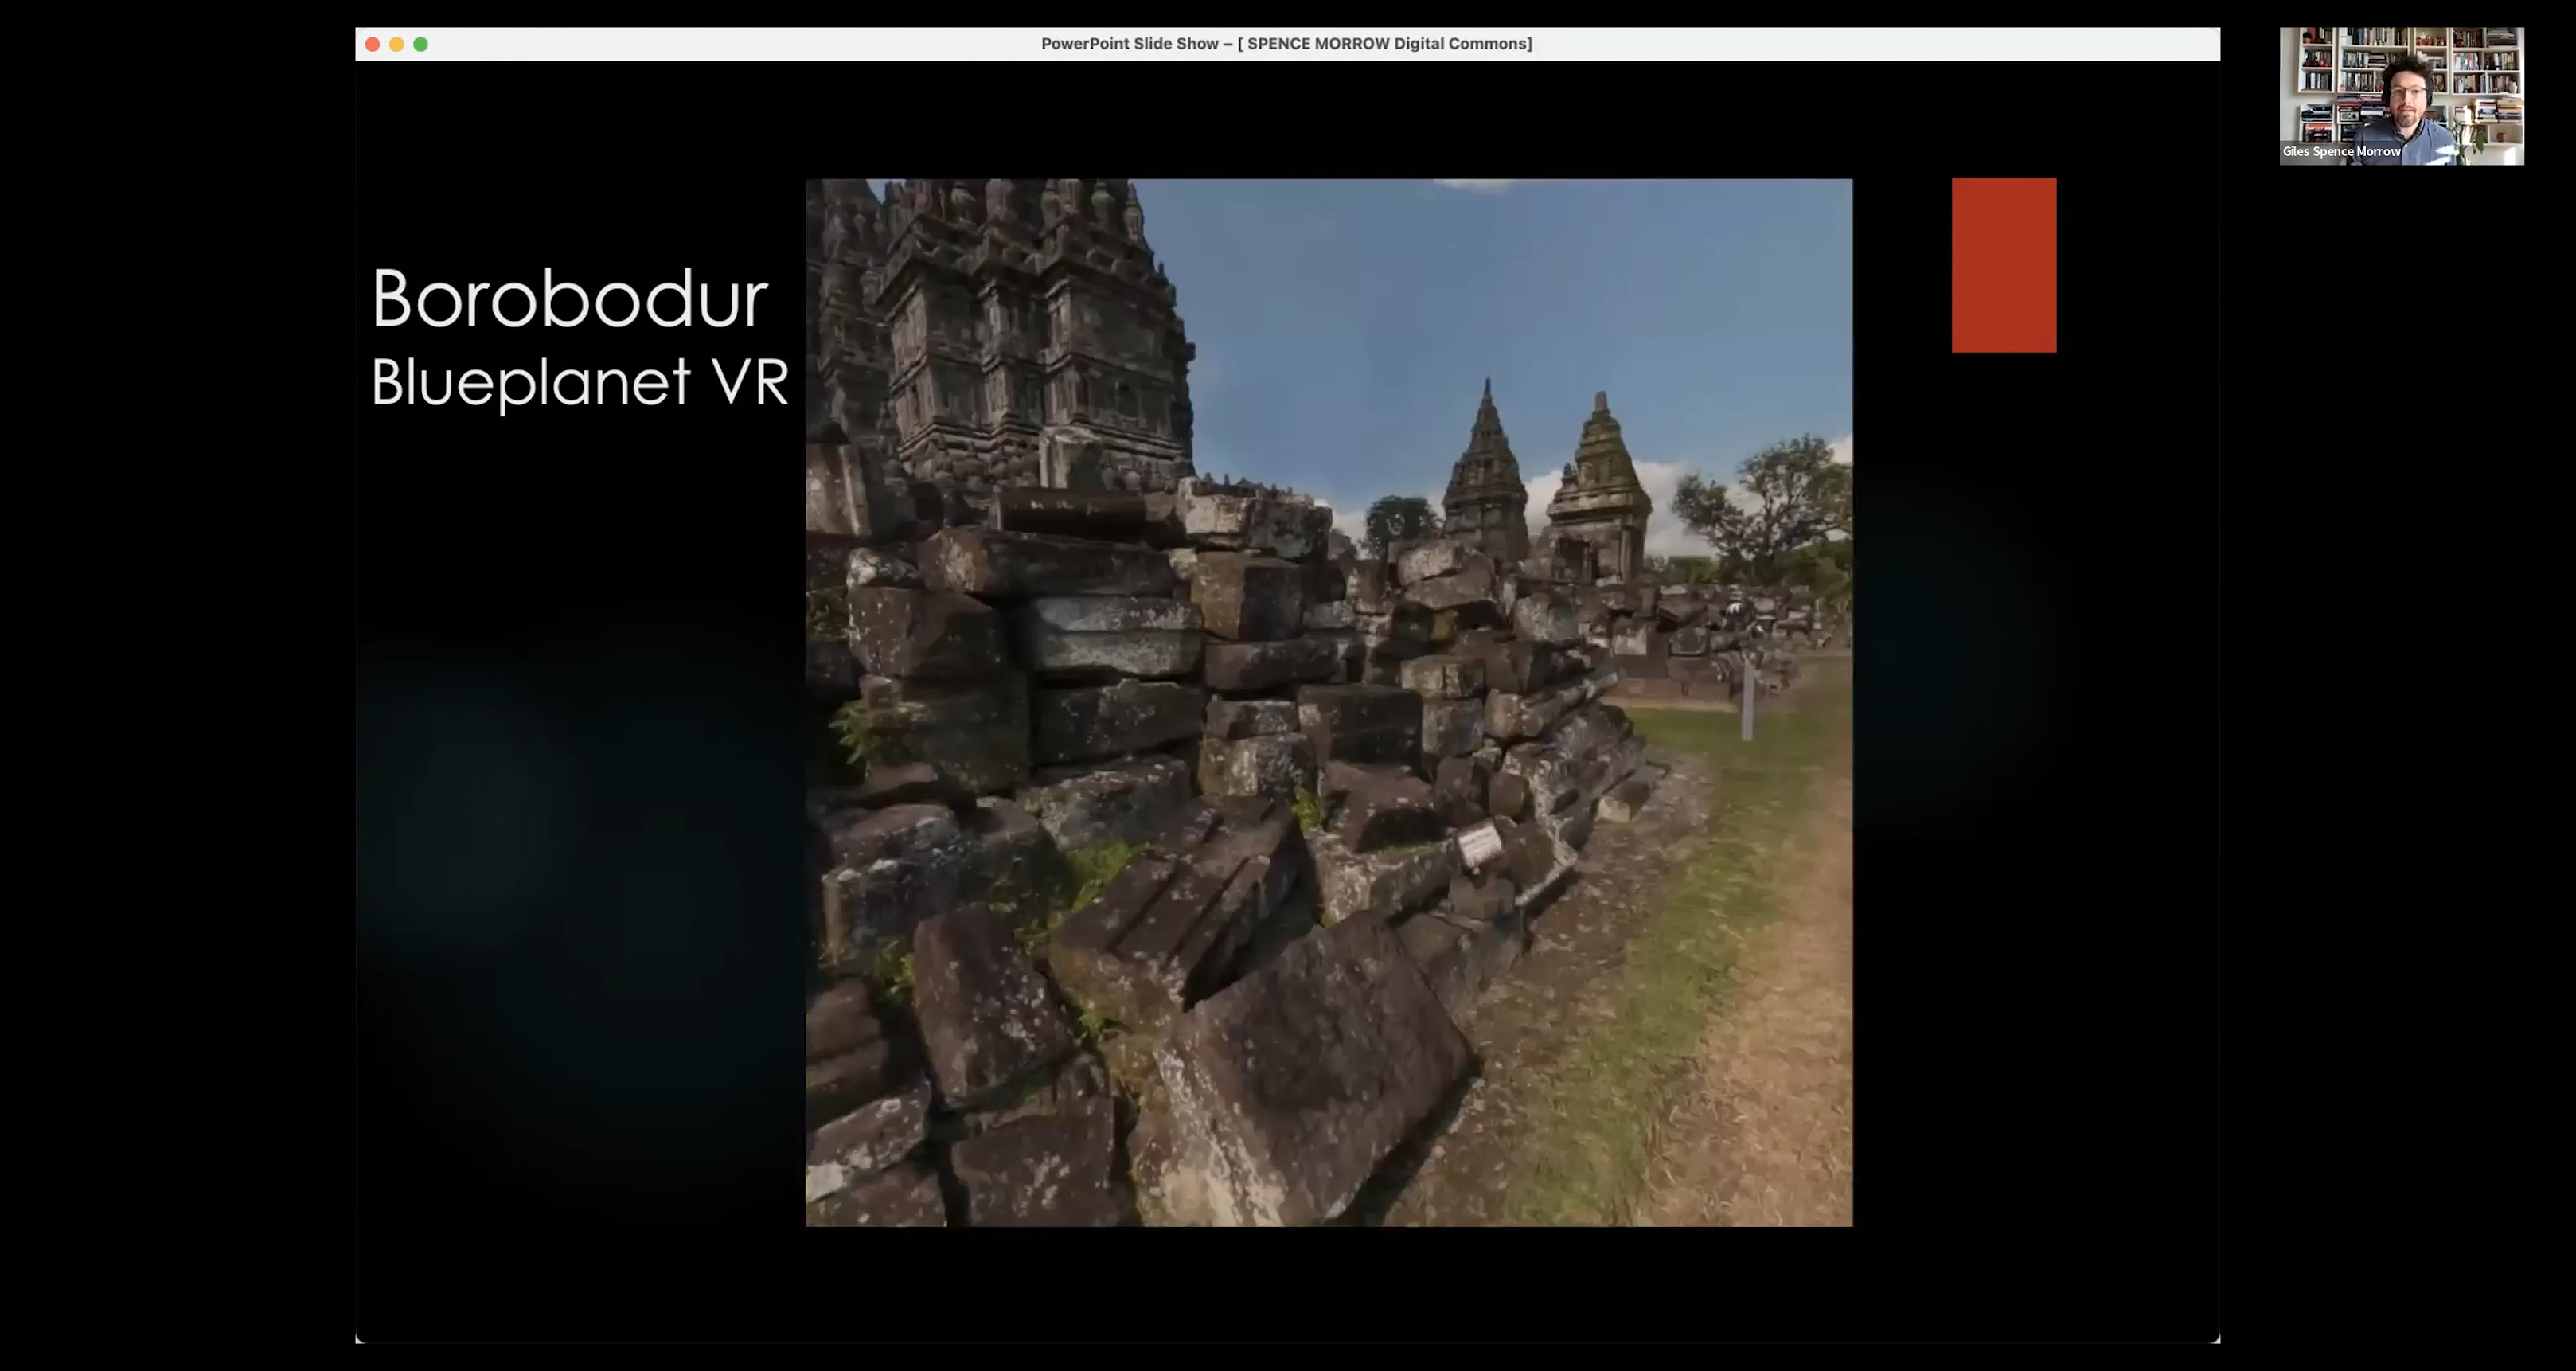 PowerPoint Slide Show – [ SPENCE MORROW Digital Commons]
Giles Spence Morrow
Borobodur
Blueplanet VR